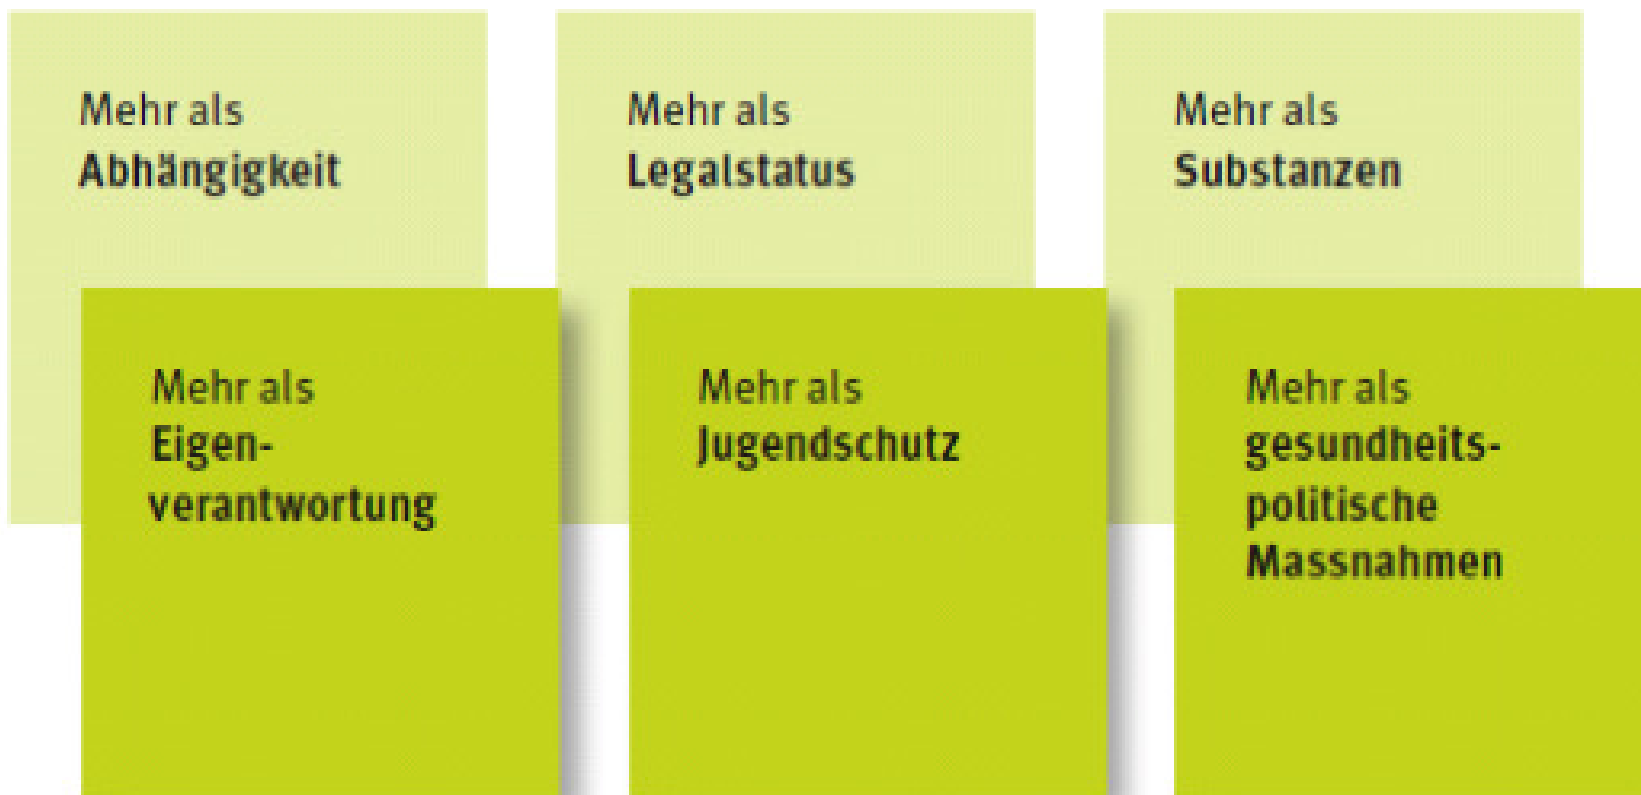 Mehr als
Abhängigkeit
Mehr als
Legalstatus
Mehr als
Substanzen
Mehr als
Eigen-
verantwortung
Mehr als
Jugendschutz
Mehr als
gesundheits-
politische
Massnahmen